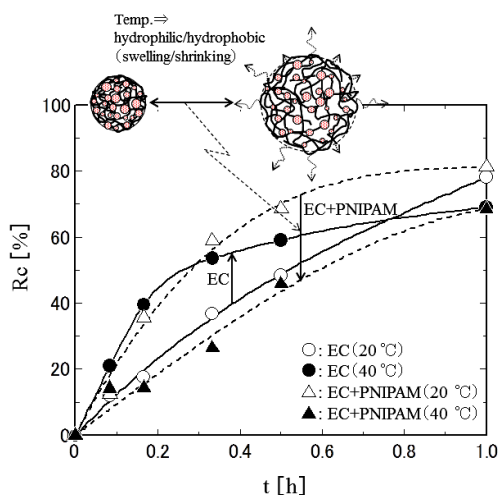 Temp.⇒
hydrophilic/hydrophobic
(swelling/shrinking)
100
80
60
40
20
0
Rc [%]
EC+PNIPAM
EC
○: EC (20 ℃)
●: EC (40 ℃)
△: EC+PNIPAM (20 ℃)
▲: EC+PNIPAM (40 ℃)
0 0.2 0.4 0.6 0.8 1.0
t [h]